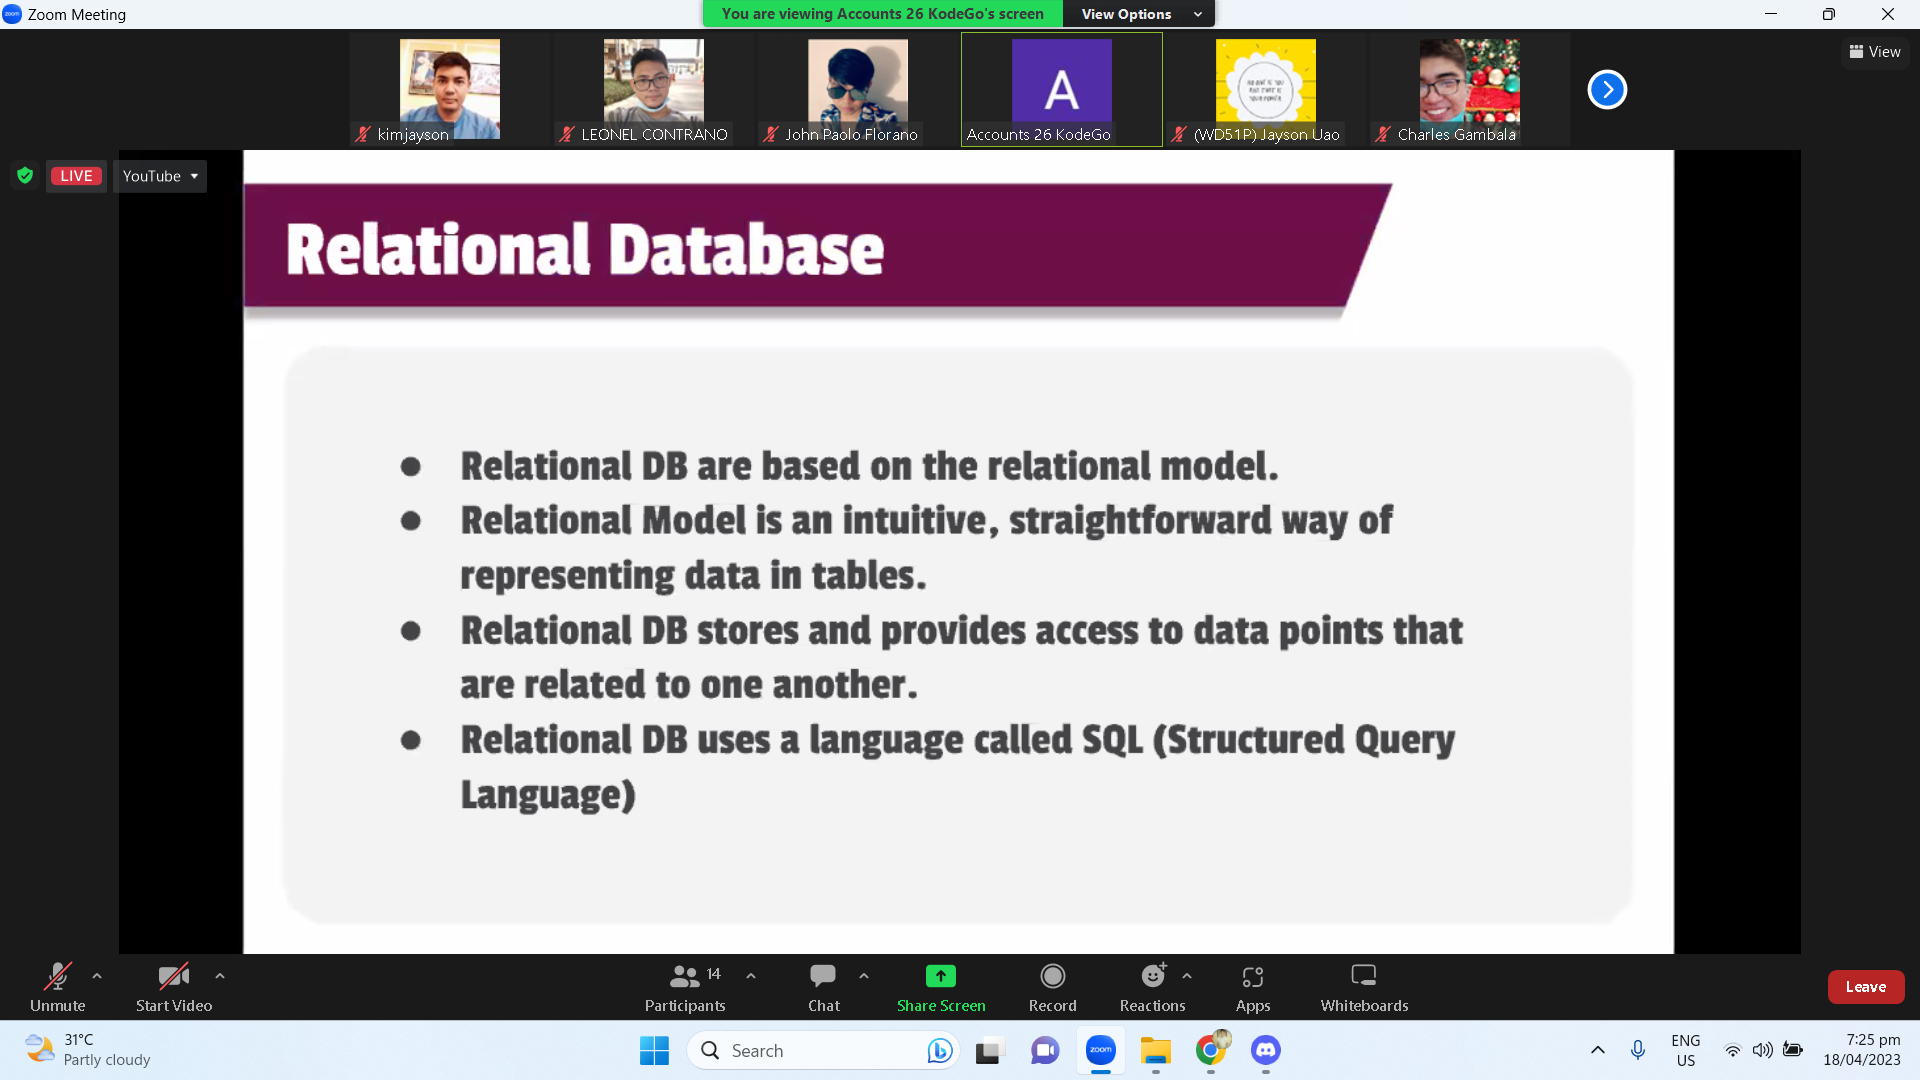 Zoom Meeting
You are viewing Accounts 26 KodeGo's screen
View Options
View
kimjayson
LEONEL CONTRANO
John Paolo Florano
A
Accounts 26 KodeGo
(WD51P) Jayson Uao
Charles Gambala
LIVE
YouTube
Relational Database
Relational DB are based on the relational model.
Relational Model is an intuitive, straightforward way of
representing data in tables.
Relational DB stores and provides access to data points that
are related to one another.
Relational DB uses a language called SQL (Structured Query
Language)
Unmute
Start Video
14
Participants
Chat
Share Screen
Record
Reactions
Apps
Whiteboards
Leave
31°C
Partly cloudy
Search
zoom
ENG
US
7:25 pm
18/04/2023